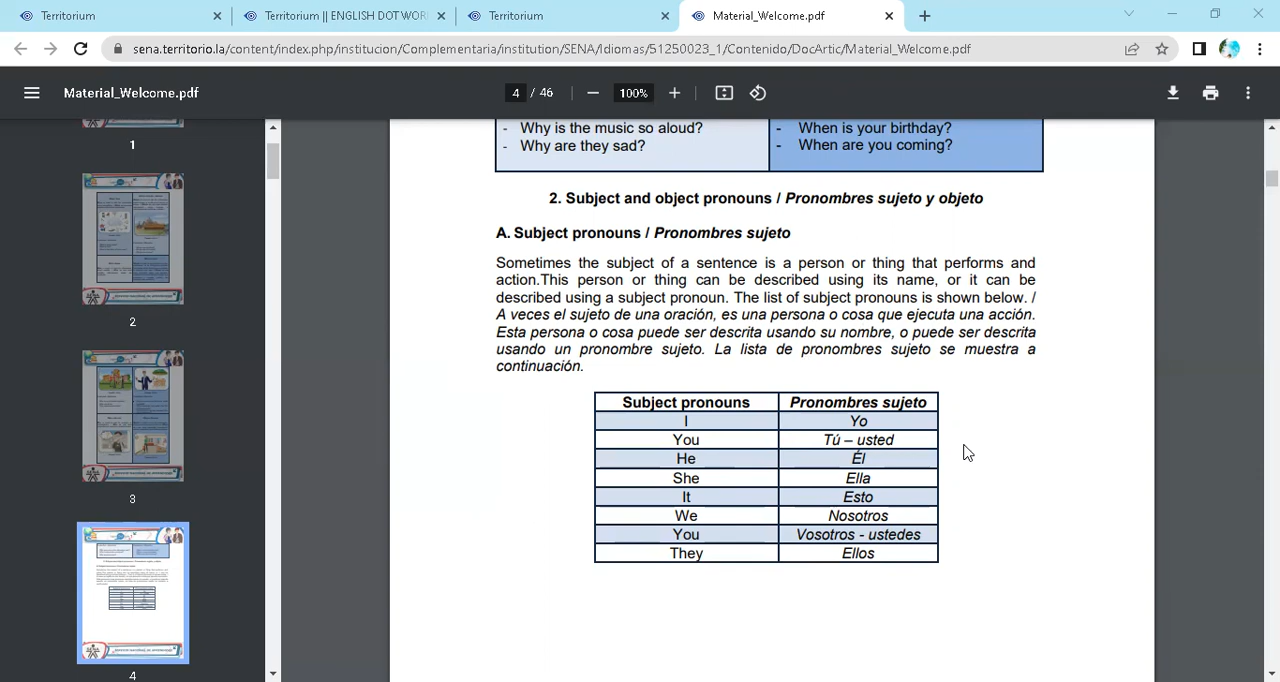 Territorium
Territorium || ENGLISH DOT WOR
Territorium
Material_Welcome.pdf
sena.territorio.la/content/index.php/institucion/Complementaria/institution/SENA/Idiomas/51250023_1/Contenido/DocArtic/Material_Welcome.pdf
Material_Welcome.pdf
4 / 46
100%
1
2
3
4
- Why is the music so aloud?
- Why are they sad?
- When is your birthday?
- When are you coming?
2. Subject and object pronouns / Pronombres sujeto y objeto
A. Subject pronouns / Pronombres sujeto
Sometimes the subject of a sentence is a person or thing that performs and
action.This person or thing can be described using its name, or it can be
described using a subject pronoun. The list of subject pronouns is shown below. /
A veces el sujeto de una oración, es una persona o cosa que ejecuta una acción.
Esta persona o cosa puede ser descrita usando su nombre, o puede ser descrita
usando un pronombre sujeto. La lista de pronombres sujeto se muestra a
continuación.
Subject pronouns Pronombres sujeto
I Yo
You Tú – usted
He Él
She Ella
It Esto
We Nosotros
You Vosotros - ustedes
They Ellos